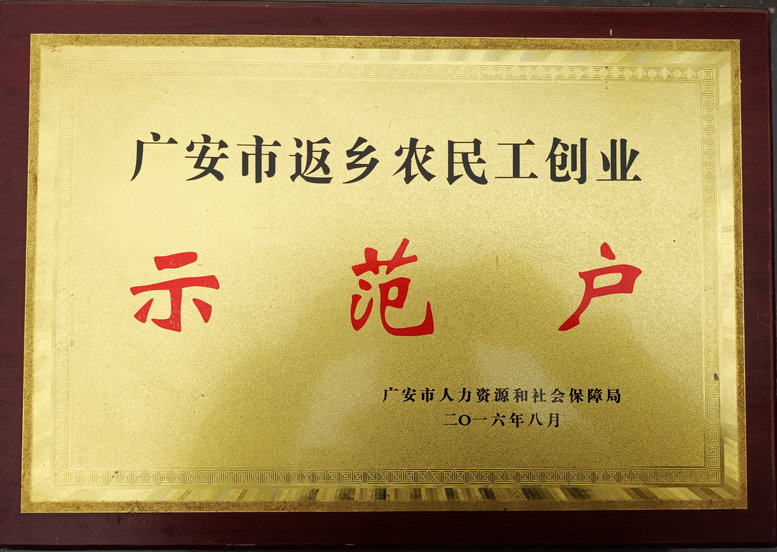 广安市返乡农民工创业
示范户
广安市人力资源和社会保障局
二O一六年八月